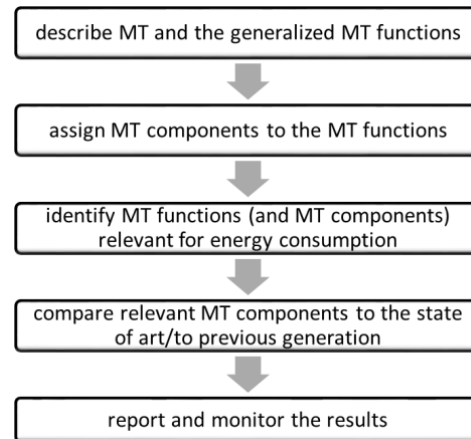 describe MT and the generalized MT functions
assign MT components to the MT functions
identify MT functions (and MT components)
relevant for energy consumption
compare relevant MT components to the state
of art/to previous generation
report and monitor the results